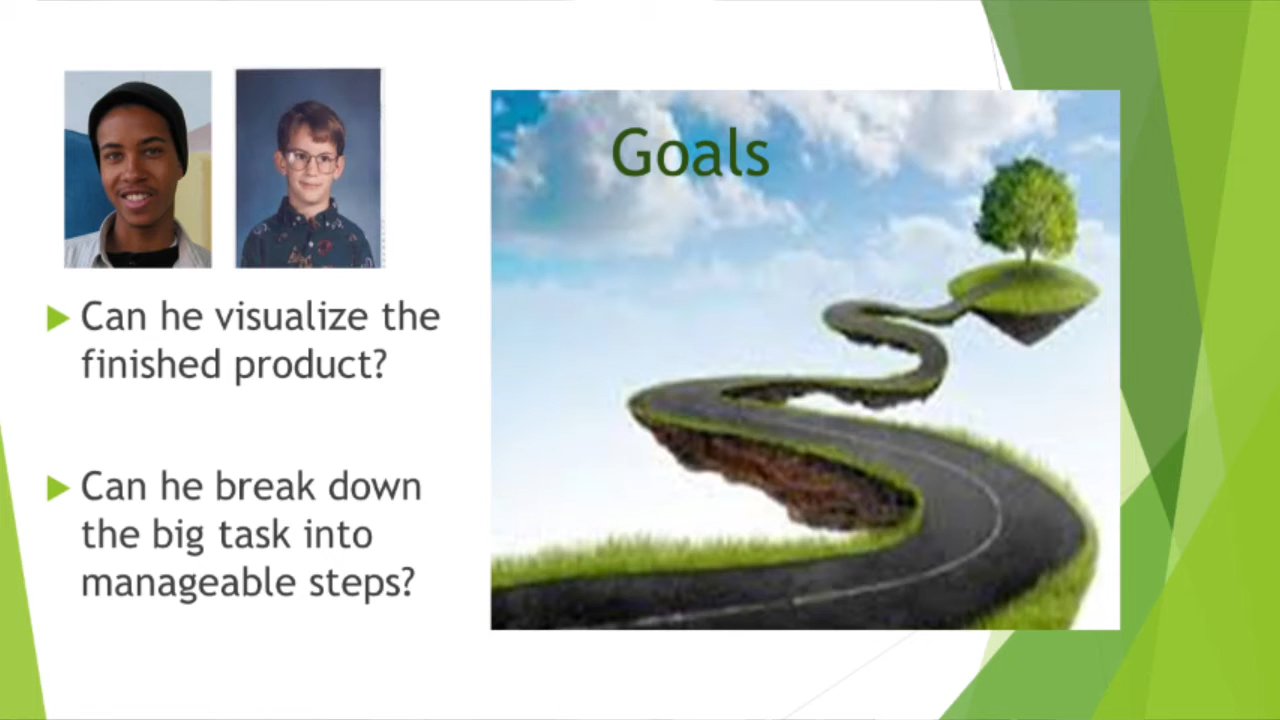 Goals
Can he visualize the
finished product?
Can he break down
the big task into
manageable steps?